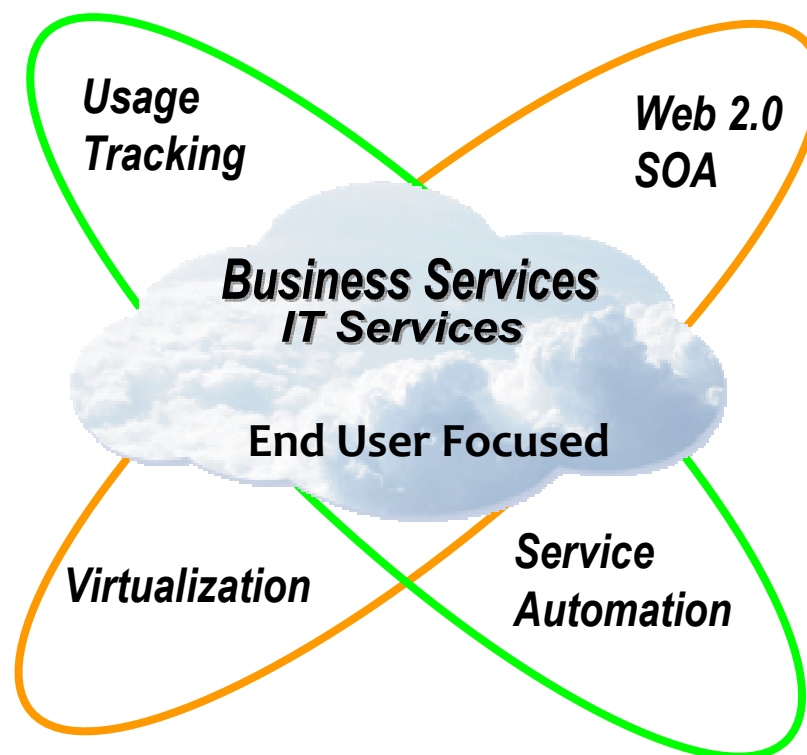 Usage
Tracking
Web 2.0
SOA
Business Services
IT Services
End User Focused
Virtualization
Service
Automation